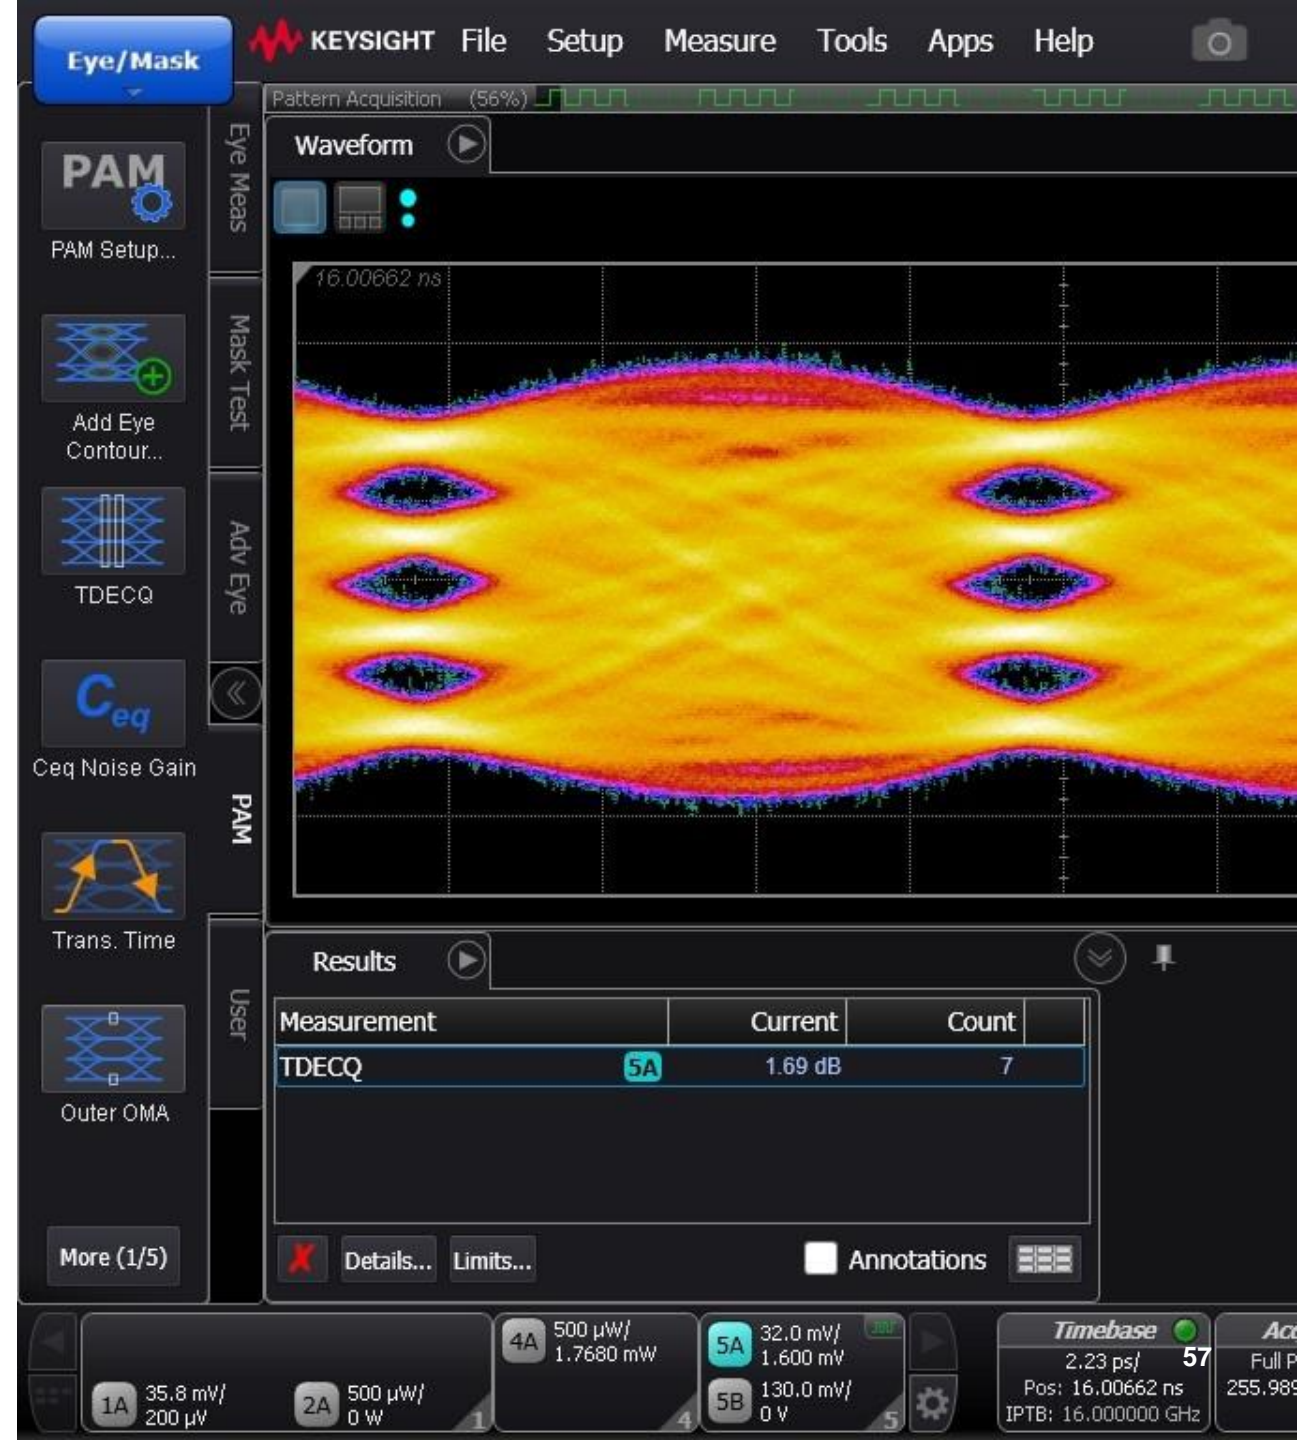 Eye/Mask
KEYSIGHT File Setup Measure Tools Apps Help
Pattern Acquisition (56%)
Waveform
16.00662 ns
PAM
PAM Setup...
Add Eye
Contour...
TDECQ
Ceq
Ceq Noise Gain
Trans. Time
Outer OMA
More (1/5)
Eye Meas
Mask Test
Adv Eye
PAM
User
Results
Measurement Current Count
TDECQ 5A 1.69 dB 7
Details... Limits... Annotations
1A 35.8 mV/
200 µV
2A 500 µW/
0 W
1
4A 500 µW/
1.7680 mW
4
5A 32.0 mV/
1.600 mV
5B 130.0 mV/
0 V
5
Timebase
2.23 ps/
Pos: 16.00662 ns
IPTB: 16.000000 GHz
57
Acc
Full P
255.989